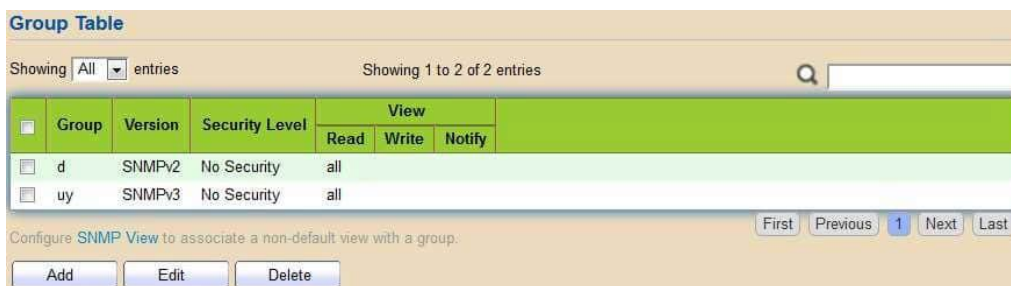 Group Table
Showing All entries Showing 1 to 2 of 2 entries
Group Version Security Level View
Read Write Notify
d SNMPv2 No Security all
uy SNMPv3 No Security all
First Previous 1 Next Last
Configure SNMP View to associate a non-default view with a group.
Add Edit Delete